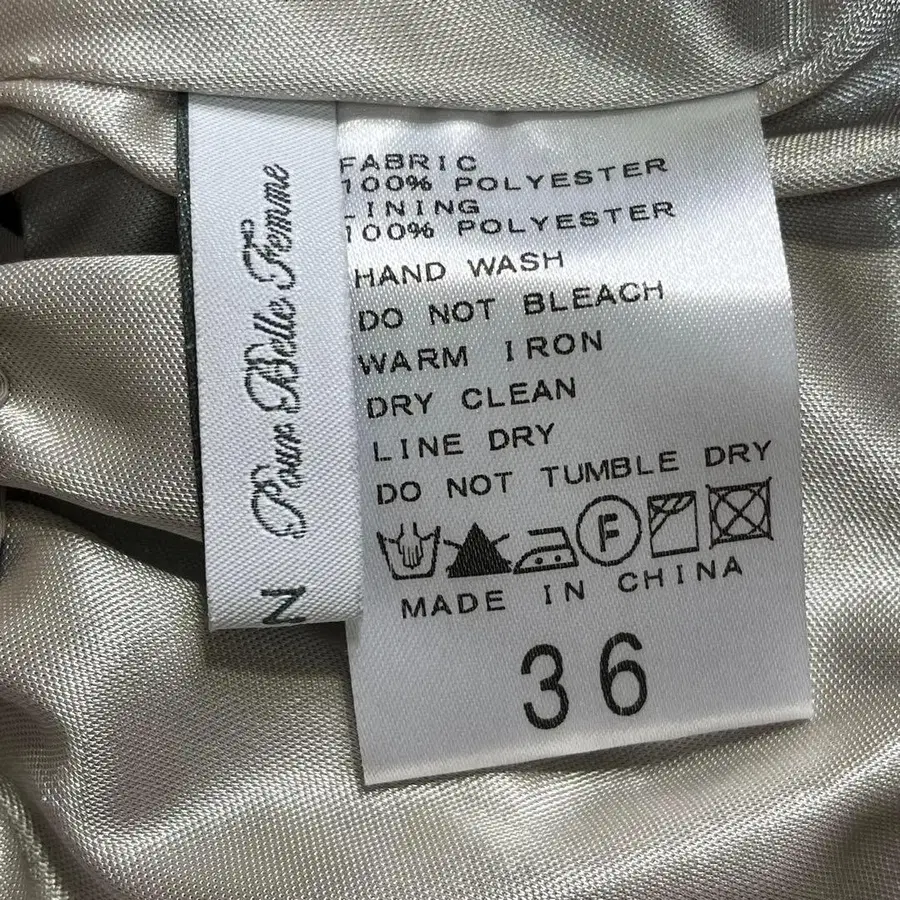 Pour Belle Femme
N
FABRIC
100% POLYESTER
LINING
100% POLYESTER
HAND WASH
DO NOT BLEACH
WARM IRON
DRY CLEAN
LINE DRY
DO NOT TUMBLE DRY
F
MADE IN CHINA
36